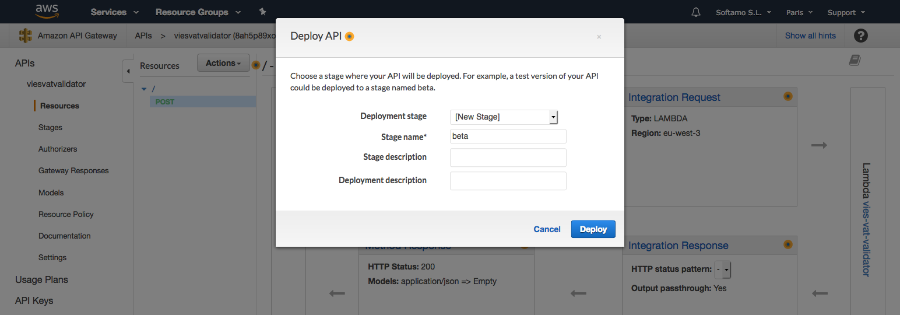 aws
Services
Resource Groups
Softamo S.L.
Paris
Support
Amazon API Gateway
APIs > viesvatvalidator (8ah5p89xo
Show all hints
?
APIs
viesvatvalidator
Resources
Stages
Authorizers
Gateway Responses
Models
Resource Policy
Documentation
Settings
Usage Plans
API Keys
Resources
Actions
/
POST
/ -
Deploy API
×
Choose a stage where your API will be deployed. For example, a test version of your API
could be deployed to a stage named beta.
Deployment stage [New Stage]
Stage name* beta
Stage description
Deployment description
Cancel
Deploy
Integration Request
Type: LAMBDA
Region: eu-west-3
Method Response
HTTP Status: 200
Models: application/json => Empty
Integration Response
HTTP status pattern: -
Output passthrough: Yes
Lambda vies-vat-validator